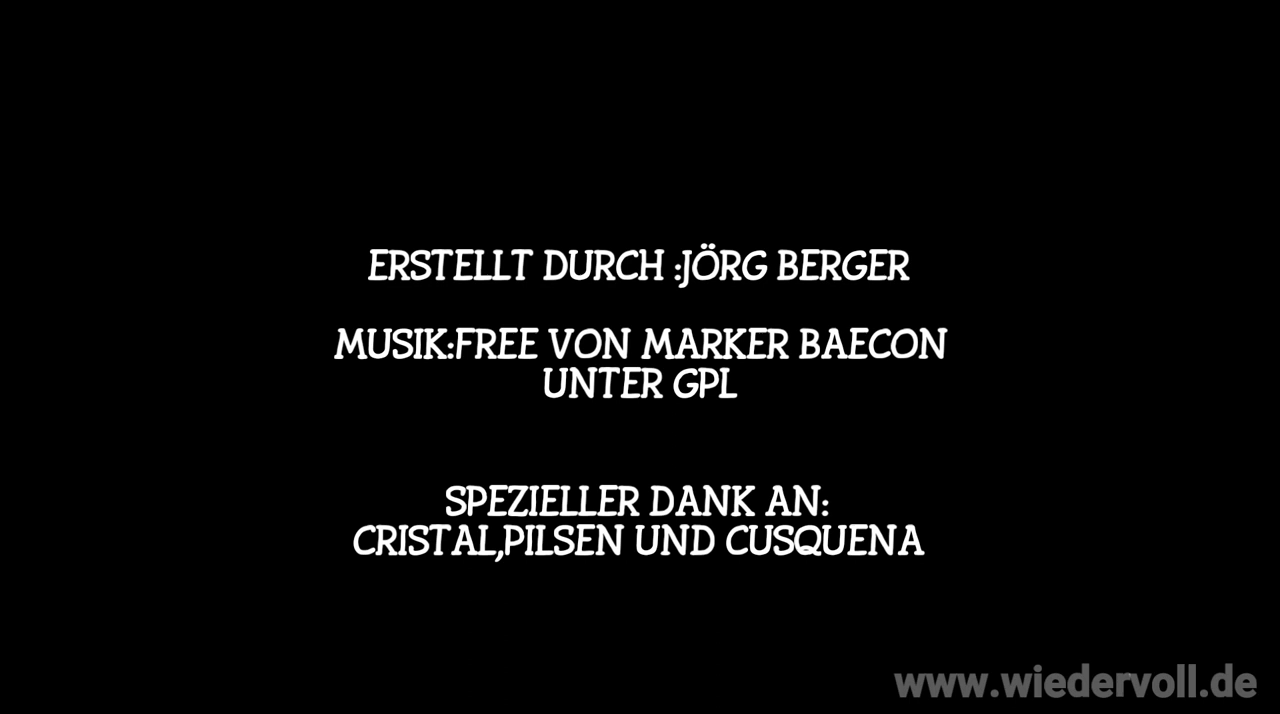 ERSTELLT DURCH :JÖRG BERGER
MUSIK:FREE VON MARKER BAECON
UNTER GPL
SPEZIELLER DANK AN:
CRISTAL,PILSEN UND CUSQUENA
www.wiedervoll.de